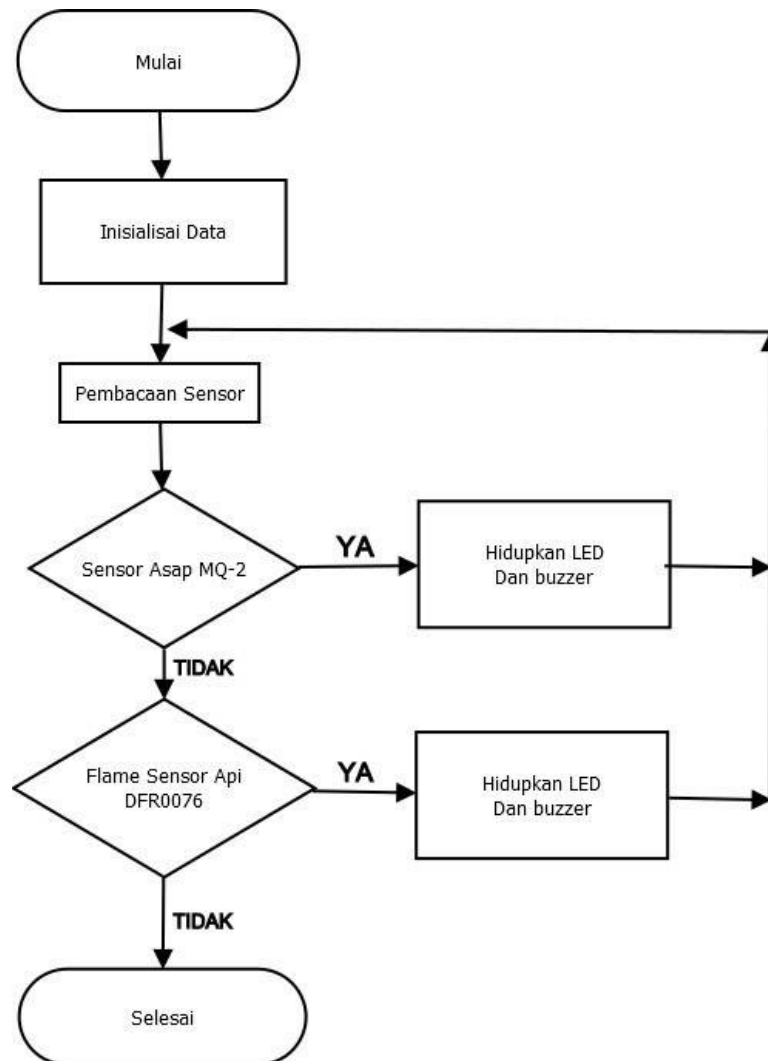 Mulai
Inisialisai Data
Pembacaan Sensor
Sensor Asap MQ-2
YA
Hidupkan LED
Dan buzzer
TIDAK
Flame Sensor Api
DFR0076
YA
Hidupkan LED
Dan buzzer
TIDAK
Selesai